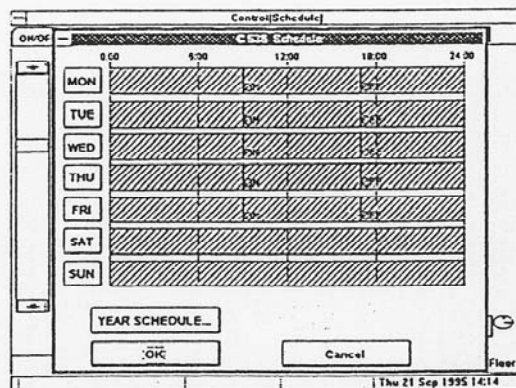 Control[Schedule]
ON/OF
Schedule
0:00 6:00 12:00 18:00 24:00
MON ON OFF
TUE ON OFF
WED ON
THU ON OFF
FRI ON OFF
SAT
SUN
YEAR SCHEDULE...
OK Cancel
Floor
Thu 21 Sep 1995 14:14